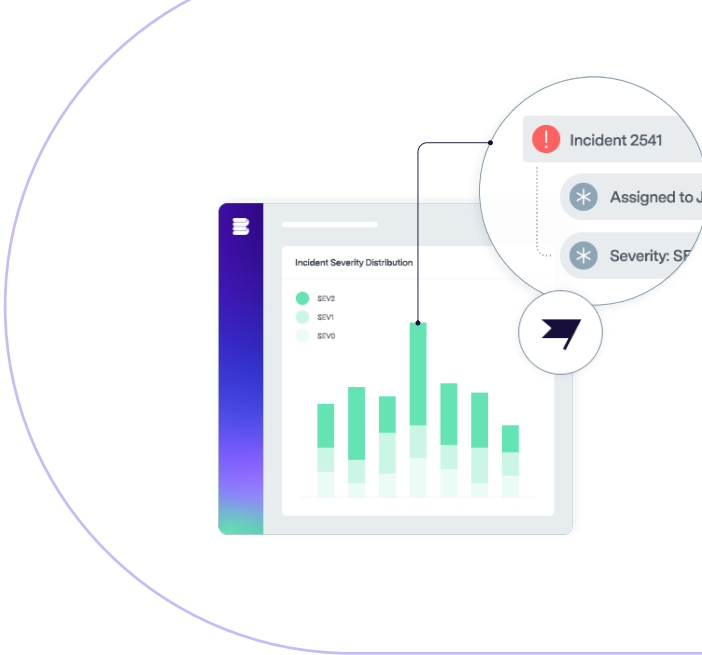 Incident 2541
Assigned to J
Severity: SE
Incident Severity Distribution
SEV2
SEV1
SEV0